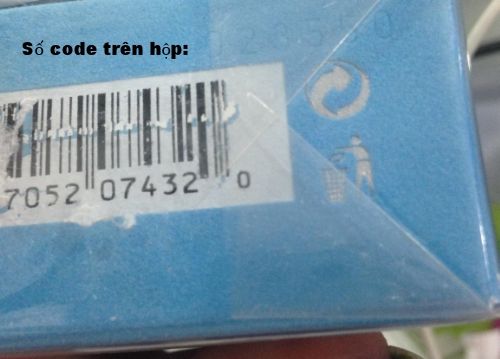 Số code trên hộp:
7052 07432 0